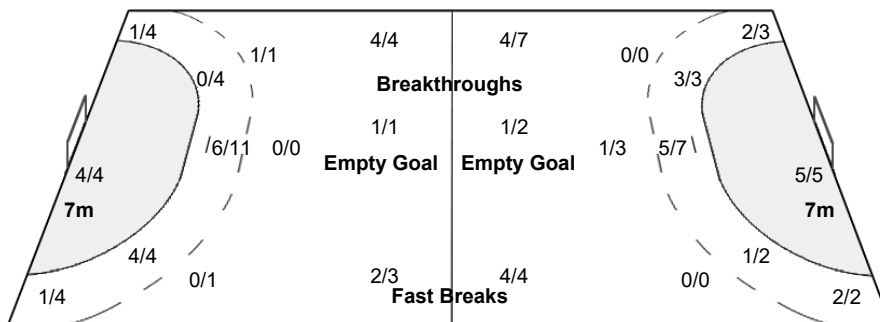 1/4 4/4 4/7 2/3
1/1 0/0
0/4 Breakthroughs 3/3
1/1 1/2
6/11 0/0 1/3 5/7
Empty Goal Empty Goal
4/4 5/5
7m 7m
4/4 1/2
0/1 2/3 4/4 0/0
1/4 Fast Breaks 2/2